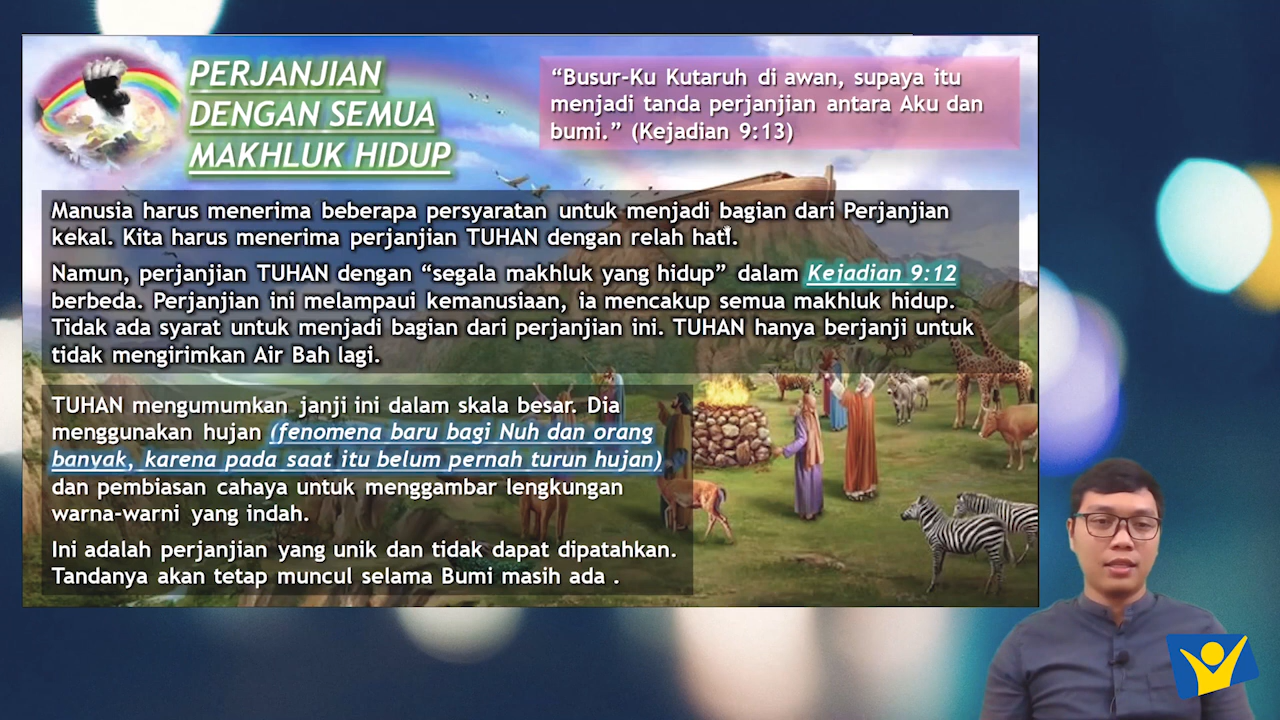 PERJANJIAN
DENGAN SEMUA
MAKHLUK HIDUP
“Busur-Ku Kutaruh di awan, supaya itu
menjadi tanda perjanjian antara Aku dan
bumi.” (Kejadian 9:13)
Manusia harus menerima beberapa persyaratan untuk menjadi bagian dari Perjanjian
kekal. Kita harus menerima perjanjian TUHAN dengan relah hati.
Namun, perjanjian TUHAN dengan “segala makhluk yang hidup” dalam Kejadian 9:12
berbeda. Perjanjian ini melampaui kemanusiaan, ia mencakup semua makhluk hidup.
Tidak ada syarat untuk menjadi bagian dari perjanjian ini. TUHAN hanya berjanji untuk
tidak mengirimkan Air Bah lagi.
TUHAN mengumumkan janji ini dalam skala besar. Dia
menggunakan hujan (fenomena baru bagi Nuh dan orang
banyak, karena pada saat itu belum pernah turun hujan)
dan pembiasan cahaya untuk menggambar lengkungan
warna-warni yang indah.
Ini adalah perjanjian yang unik dan tidak dapat dipatahkan.
Tandanya akan tetap muncul selama Bumi masih ada .